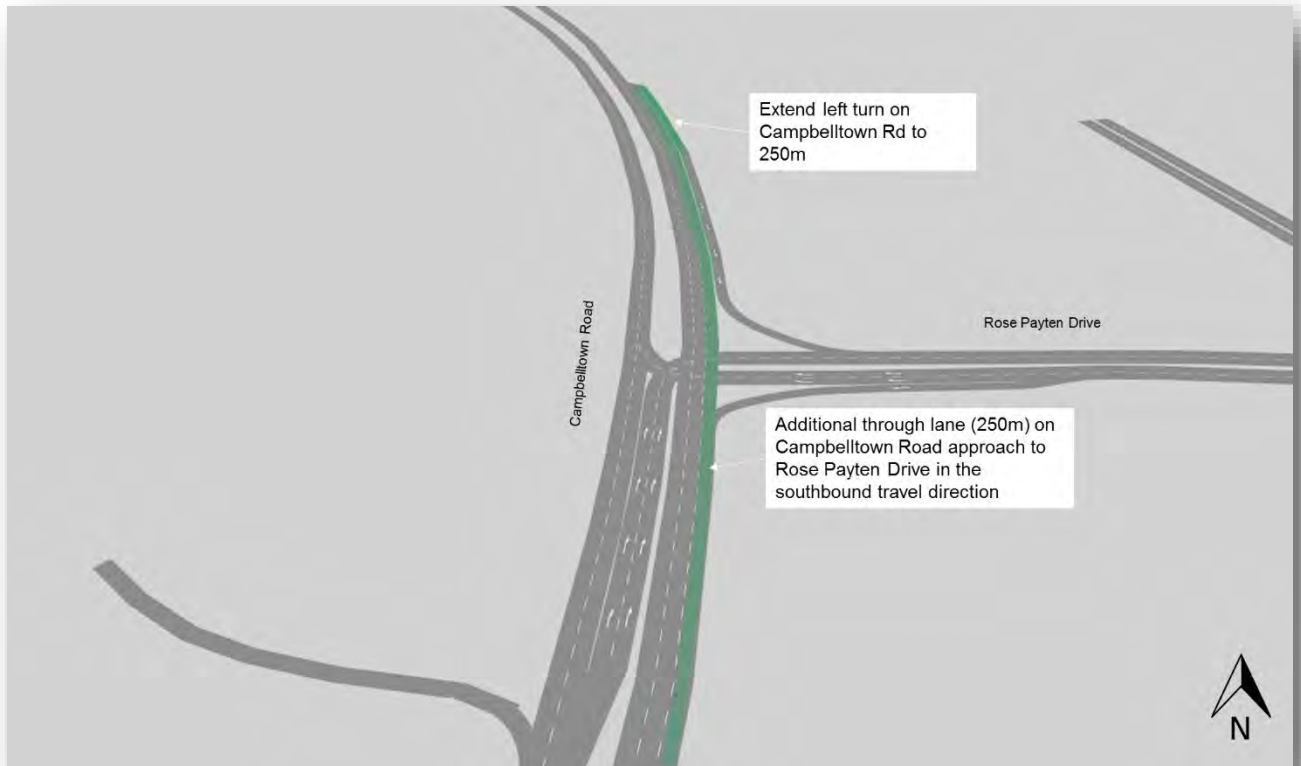 Extend left turn on
Campbelltown Rd to
250m
Campbelltown Road
Rose Payten Drive
Additional through lane (250m) on
Campbelltown Road approach to
Rose Payten Drive in the
southbound travel direction
N